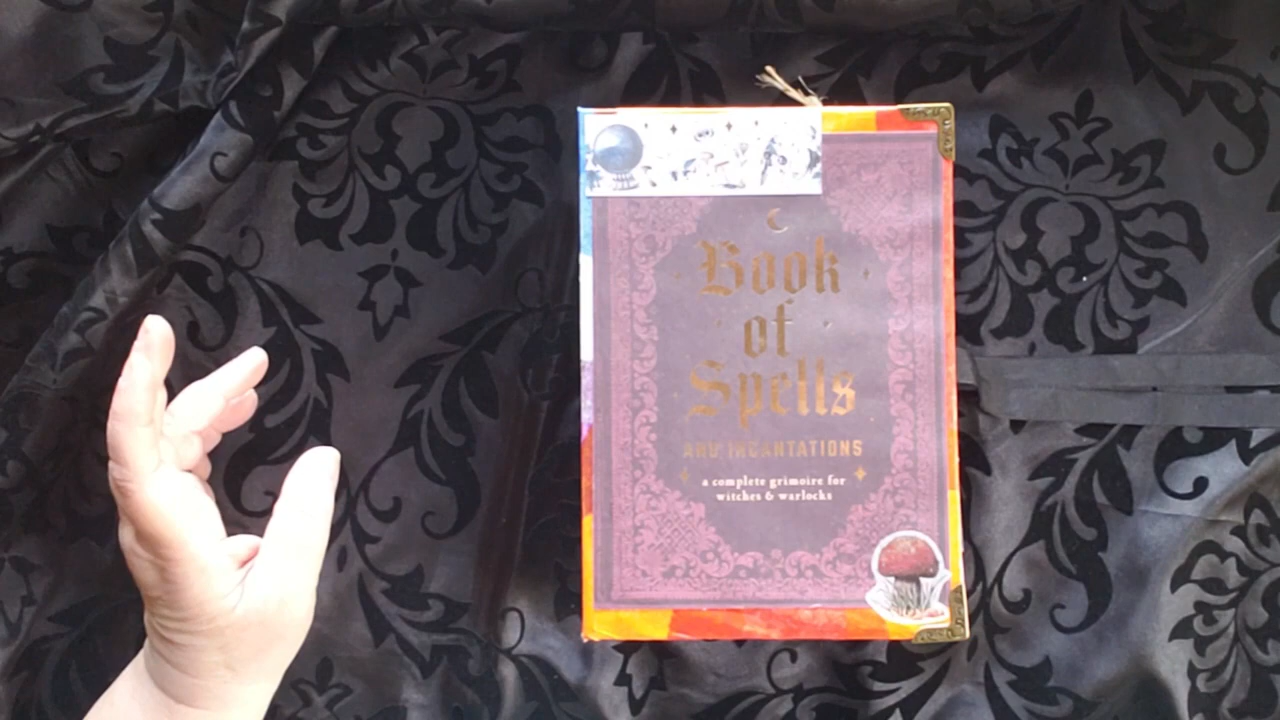 Book
of
Spells
AND INCANTATIONS
a complete grimoire for
witches & warlocks